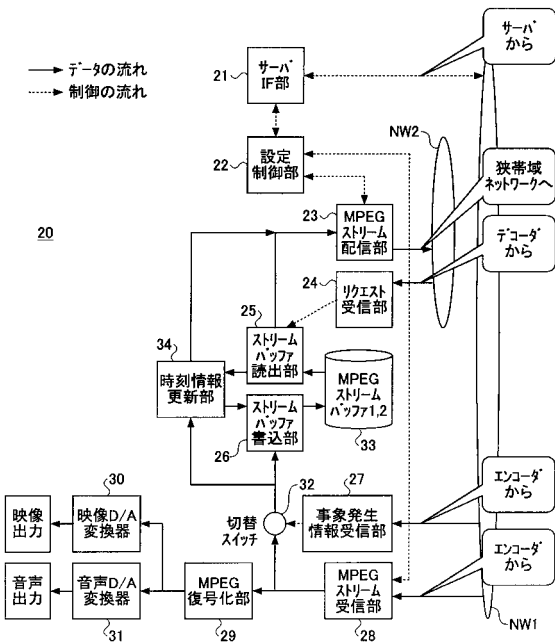 データの流れ
制御の流れ
サーバ
から
21
サーバ
IF部
NW2
22
設定
制御部
狭帯域
ネットワークへ
20
23
MPEG
ストリーム
配信部
デコーダ
から
24
リクエスト
受信部
25
ストリーム
バッファ
読出部
34
時刻情報
更新部
MPEG
ストリーム
バッファ1,2
33
ストリーム
バッファ
書込部
26
32
27
切替
スイッチ
事象発生
情報受信部
エンコーダ
から
30
映像
出力
映像D/A
変換器
音声
出力
音声D/A
変換器
31
MPEG
復号化部
29
MPEG
ストリーム
受信部
28
エンコーダ
から
NW1